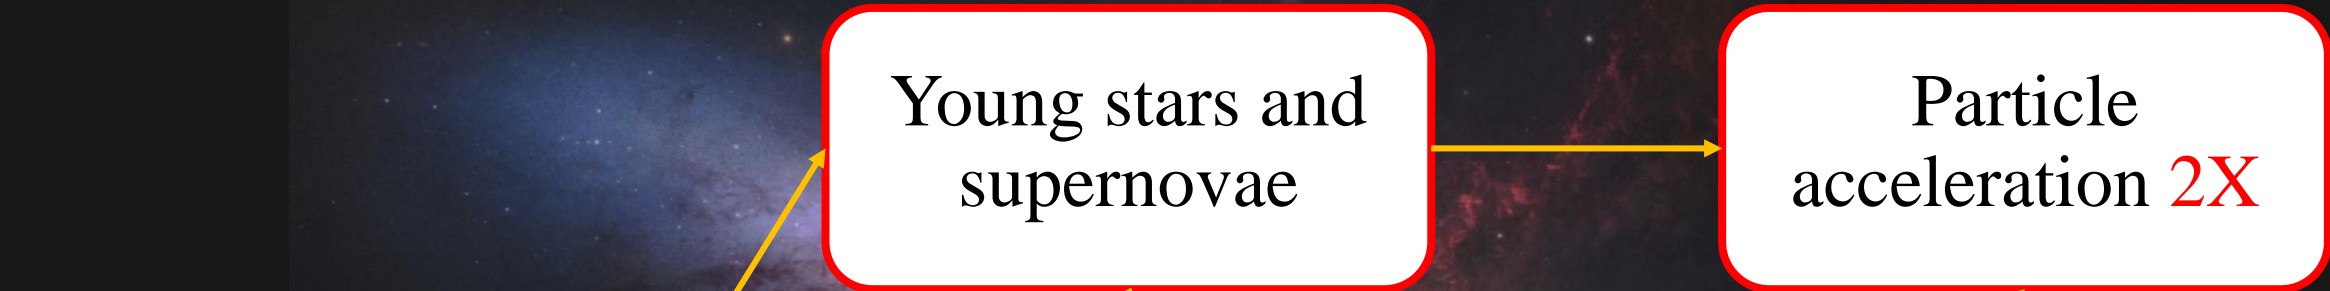 Young stars and
supernovae
Particle
acceleration 2X